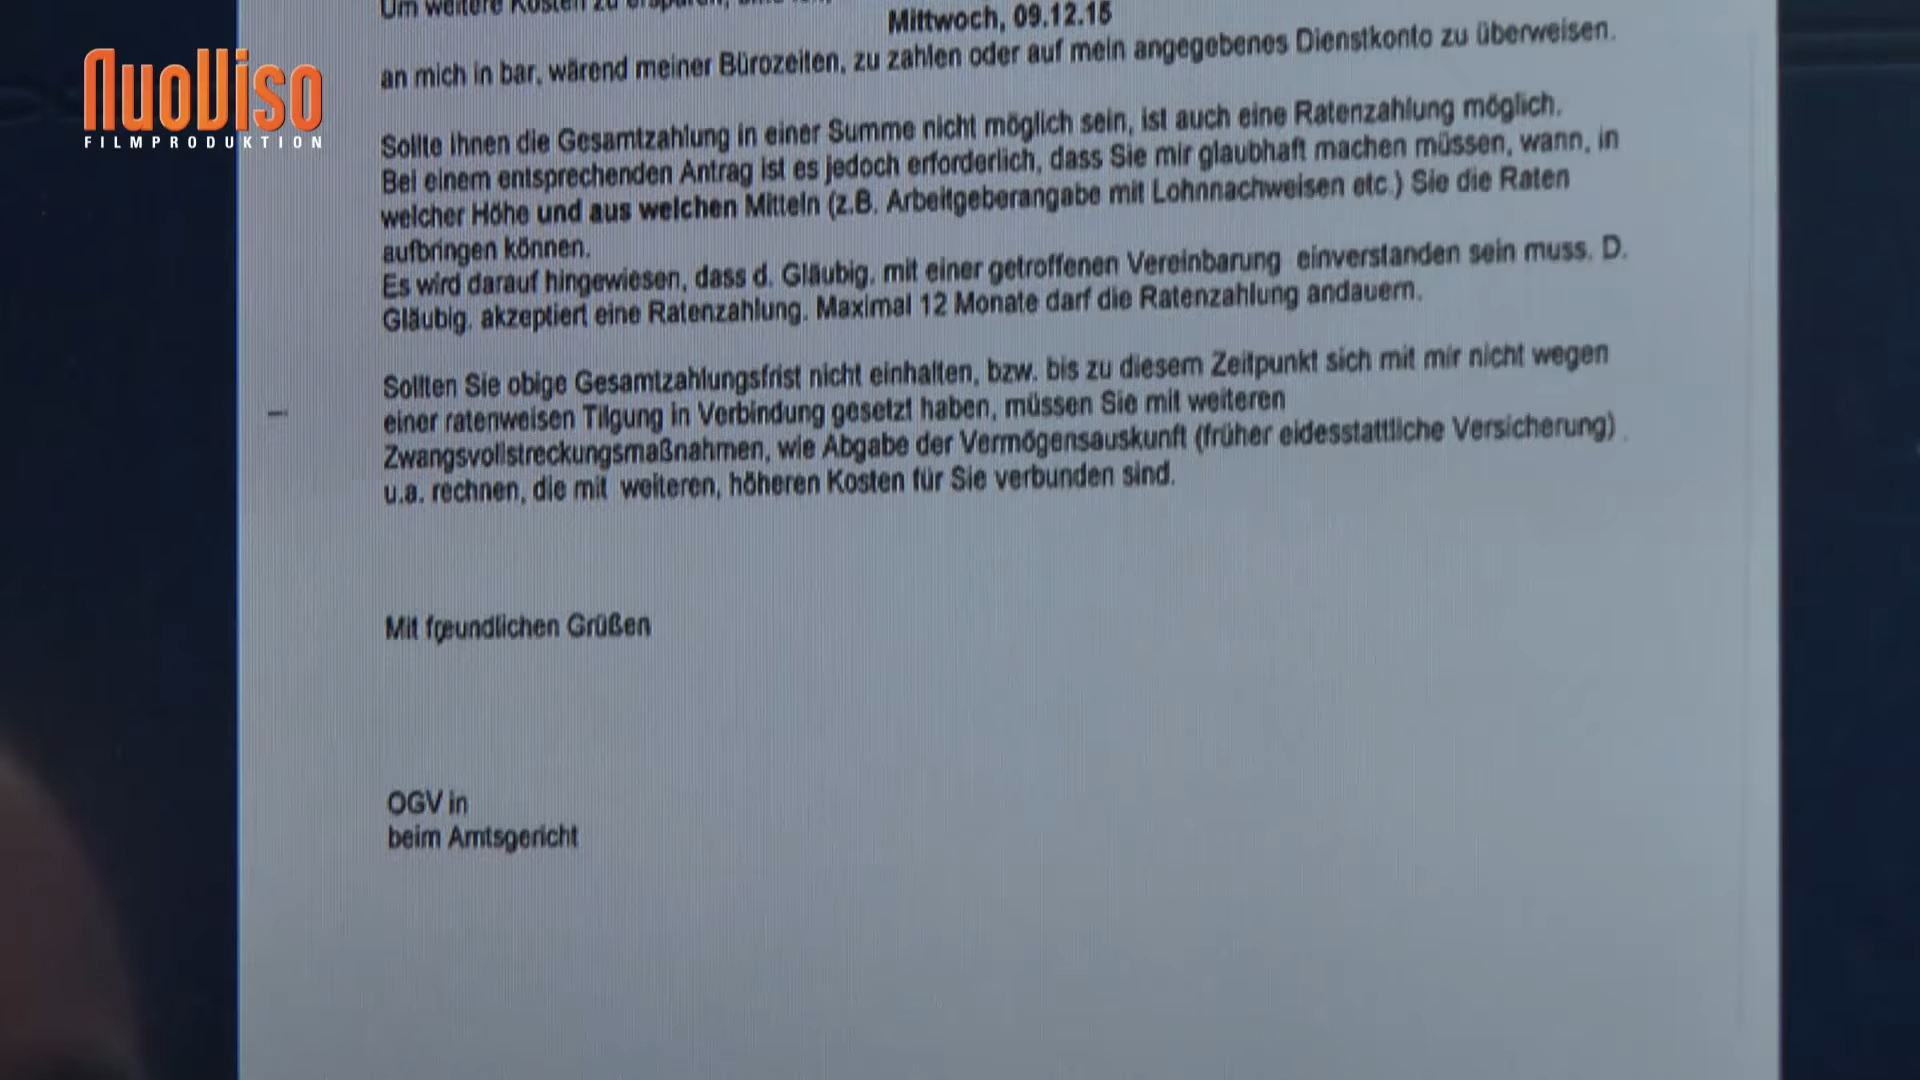 NuoViso
FILMPRODUKTION
Um weitere Kosten zu ersparen,
Mittwoch, 09.12.15
an mich in bar, wärend meiner Bürozeiten, zu zahlen oder auf mein angegebenes Dienstkonto zu überweisen.
Sollte Ihnen die Gesamtzahlung in einer Summe nicht möglich sein, ist auch eine Ratenzahlung möglich.
Bei einem entsprechenden Antrag ist es jedoch erforderlich, dass Sie mir glaubhaft machen müssen, wann, in
welcher Höhe und aus welchen Mitteln (z.B. Arbeitgeberangabe mit Lohnnachweisen etc.) Sie die Raten
aufbringen können.
Es wird darauf hingewiesen, dass d. Gläubig. mit einer getroffenen Vereinbarung einverstanden sein muss. D.
Gläubig. akzeptiert eine Ratenzahlung. Maximal 12 Monate darf die Ratenzahlung andauern.
Sollten Sie obige Gesamtzahlungsfrist nicht einhalten, bzw. bis zu diesem Zeitpunkt sich mit mir nicht wegen
einer ratenweisen Tilgung in Verbindung gesetzt haben, müssen Sie mit weiteren
Zwangsvollstreckungsmaßnahmen, wie Abgabe der Vermögensauskunft (früher eidesstattliche Versicherung)
u.a. rechnen, die mit weiteren, höheren Kosten für Sie verbunden sind.
Mit freundlichen Grüßen
OGV in
beim Amtsgericht